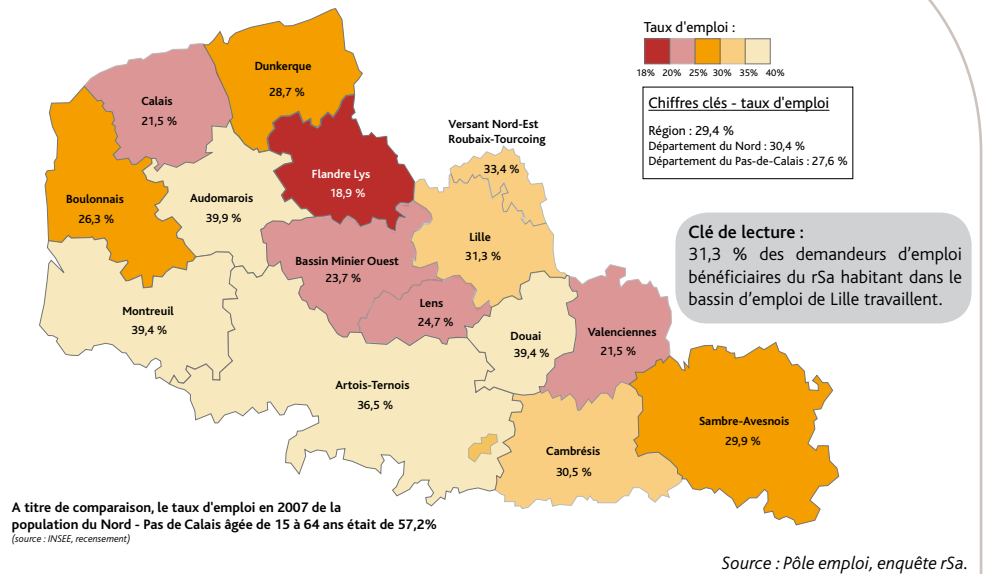 Taux d'emploi :
18% 20% 25% 30% 35% 40%
Chiffres clés - taux d'emploi
Région : 29,4 %
Département du Nord : 30,4 %
Département du Pas-de-Calais : 27,6 %
Dunkerque
28,7 %
Calais
21,5 %
Versant Nord-Est
Roubaix-Tourcoing
33,4 %
Flandre Lys
18,9 %
Boulonnais
26,3 %
Audomarois
39,9 %
Lille
31,3 %
Clé de lecture :
31,3 % des demandeurs d'emploi
bénéficiaires du rSa habitant dans le
bassin d'emploi de Lille travaillent.
Bassin Minier Ouest
23,7 %
Lens
24,7 %
Montreuil
39,4 %
Douai
39,4 %
Valenciennes
21,5 %
Artois-Ternois
36,5 %
Sambre-Avesnois
29,9 %
Cambrésis
30,5 %
A titre de comparaison, le taux d'emploi en 2007 de la
population du Nord - Pas de Calais âgée de 15 à 64 ans était de 57,2%
(source : INSEE, recensement)
Source : Pôle emploi, enquête rSa.